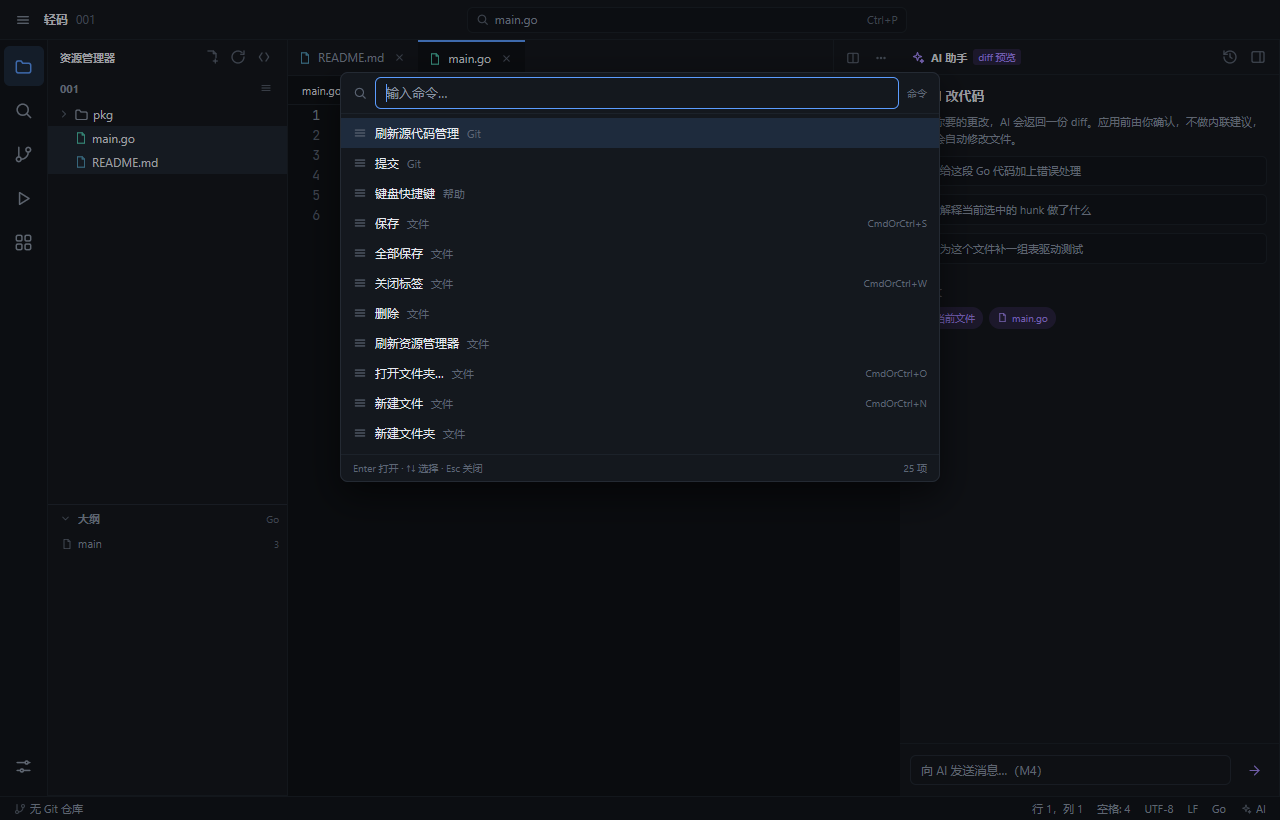 轻码 001
main.go Ctrl+P
资源管理器
001
pkg
main.go
README.md
README.md
main.go
AI 助手 diff 预览
main.go
输入命令... 命令
1
2
3
4
5
6
刷新源代码管理 Git
提交 Git
键盘快捷键 帮助
保存 文件 CmdOrCtrl+S
全部保存 文件
关闭标签 文件 CmdOrCtrl+W
删除 文件
刷新资源管理器 文件
打开文件夹... 文件 CmdOrCtrl+O
新建文件 文件 CmdOrCtrl+N
新建文件夹 文件
Enter 打开 · ↑↓ 选择 · Esc 关闭 25 项
改代码
要的更改，AI 会返回一份 diff。应用前由你确认，不做内联建议，
会自动修改文件。
给这段 Go 代码加上错误处理
解释当前选中的 hunk 做了什么
为这个文件补一组表驱动测试
当前文件 main.go
大纲 Go
main 3
向 AI 发送消息... (M4)
无 Git 仓库
行 1，列 1 空格: 4 UTF-8 LF Go AI